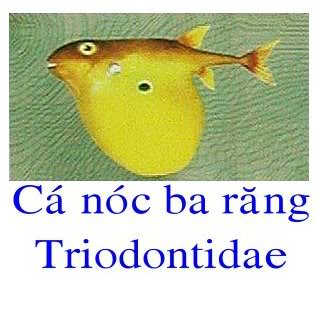 Cá nóc ba răng
Triodontidae